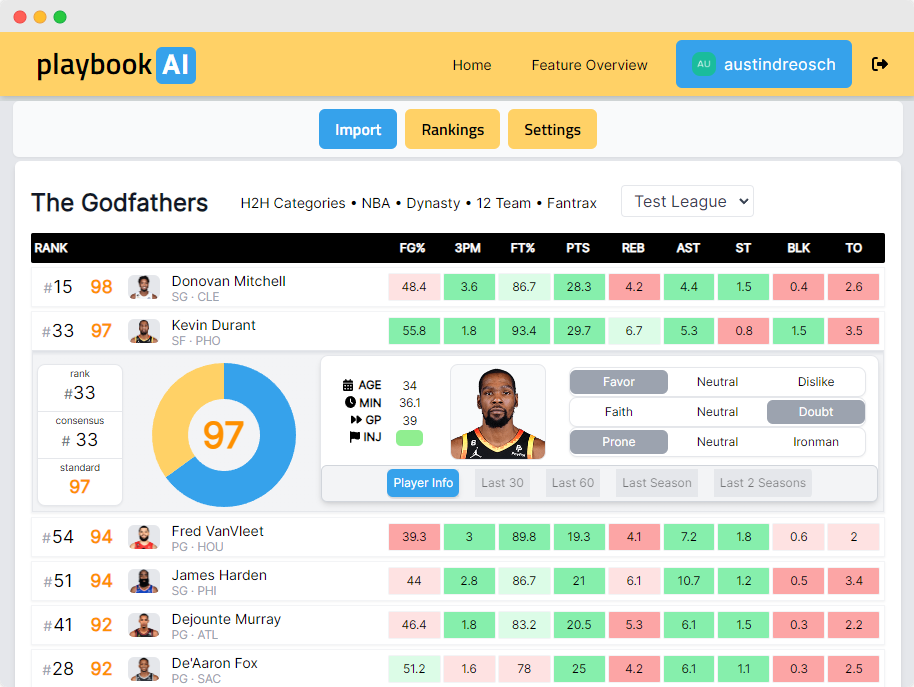 playbook AI Home Feature Overview AU austindreosch
Import Rankings Settings
The Godfathers H2H Categories • NBA • Dynasty • 12 Team • Fantrax Test League
RANK FG% 3PM FT% PTS REB AST ST BLK TO
#15 98 Donovan Mitchell 48.4 3.6 86.7 28.3 4.2 4.4 1.5 0.4 2.6
SG · CLE
#33 97 Kevin Durant 55.8 1.8 93.4 29.7 6.7 5.3 0.8 1.5 3.5
SF · PHO
rank
#33
consensus
# 33
standard
97
97
AGE 34
MIN 36.1
GP 39
INJ
Favor Neutral Dislike
Faith Neutral Doubt
Prone Neutral Ironman
Player Info Last 30 Last 60 Last Season Last 2 Seasons
#54 94 Fred VanVleet 39.3 3 89.8 19.3 4.1 7.2 1.8 0.6 2
PG · HOU
#51 94 James Harden 44 2.8 86.7 21 6.1 10.7 1.2 0.5 3.4
SG · PHI
#41 92 Dejounte Murray 46.4 1.8 83.2 20.5 5.3 6.1 1.5 0.3 2.2
PG · ATL
#28 92 De'Aaron Fox 51.2 1.6 78 25 4.2 6.1 1.1 0.3 2.5
PG · SAC